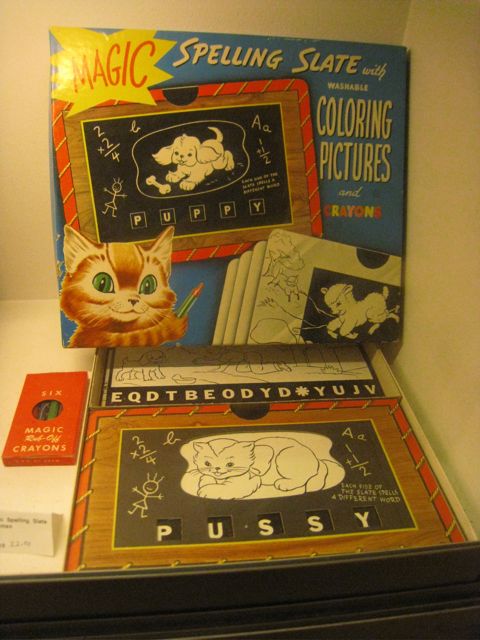 MAGIC
SPELLING SLATE with
WASHABLE
COLORING
PICTURES
and
CRAYONS
2
×2
4
b
Aa
1
+1
2
EACH SIDE OF THE
SLATE SPELLS A
DIFFERENT WORD
PUPPY
EQDTBEODYD*YUJV
SIX
MAGIC
Rub-Off
CRAYONS
2
×2
4
b
Aa
1
+1
2
EACH SIDE OF
THE SLATE SPELLS
A DIFFERENT WORD
PUSSY
Spelling Slate